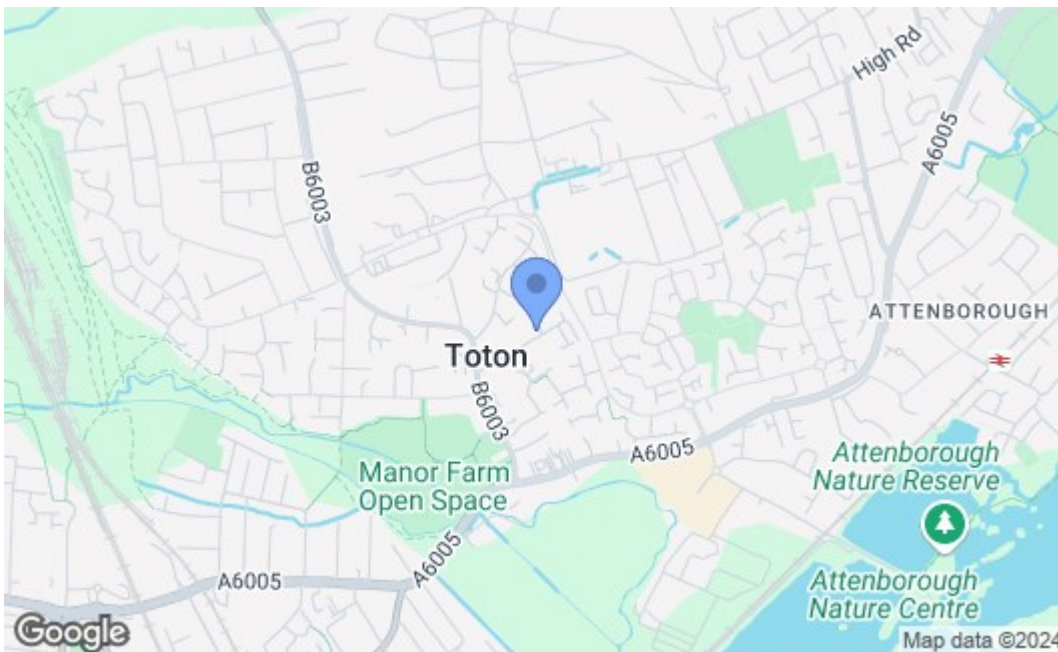 High Rd
A6005
B6003
ATTENBOROUGH
Toton
B6003
A6005
Manor Farm
Open Space
Attenborough
Nature Reserve
A6005
A6005
Attenborough
Nature Centre
Google
Map data ©2024